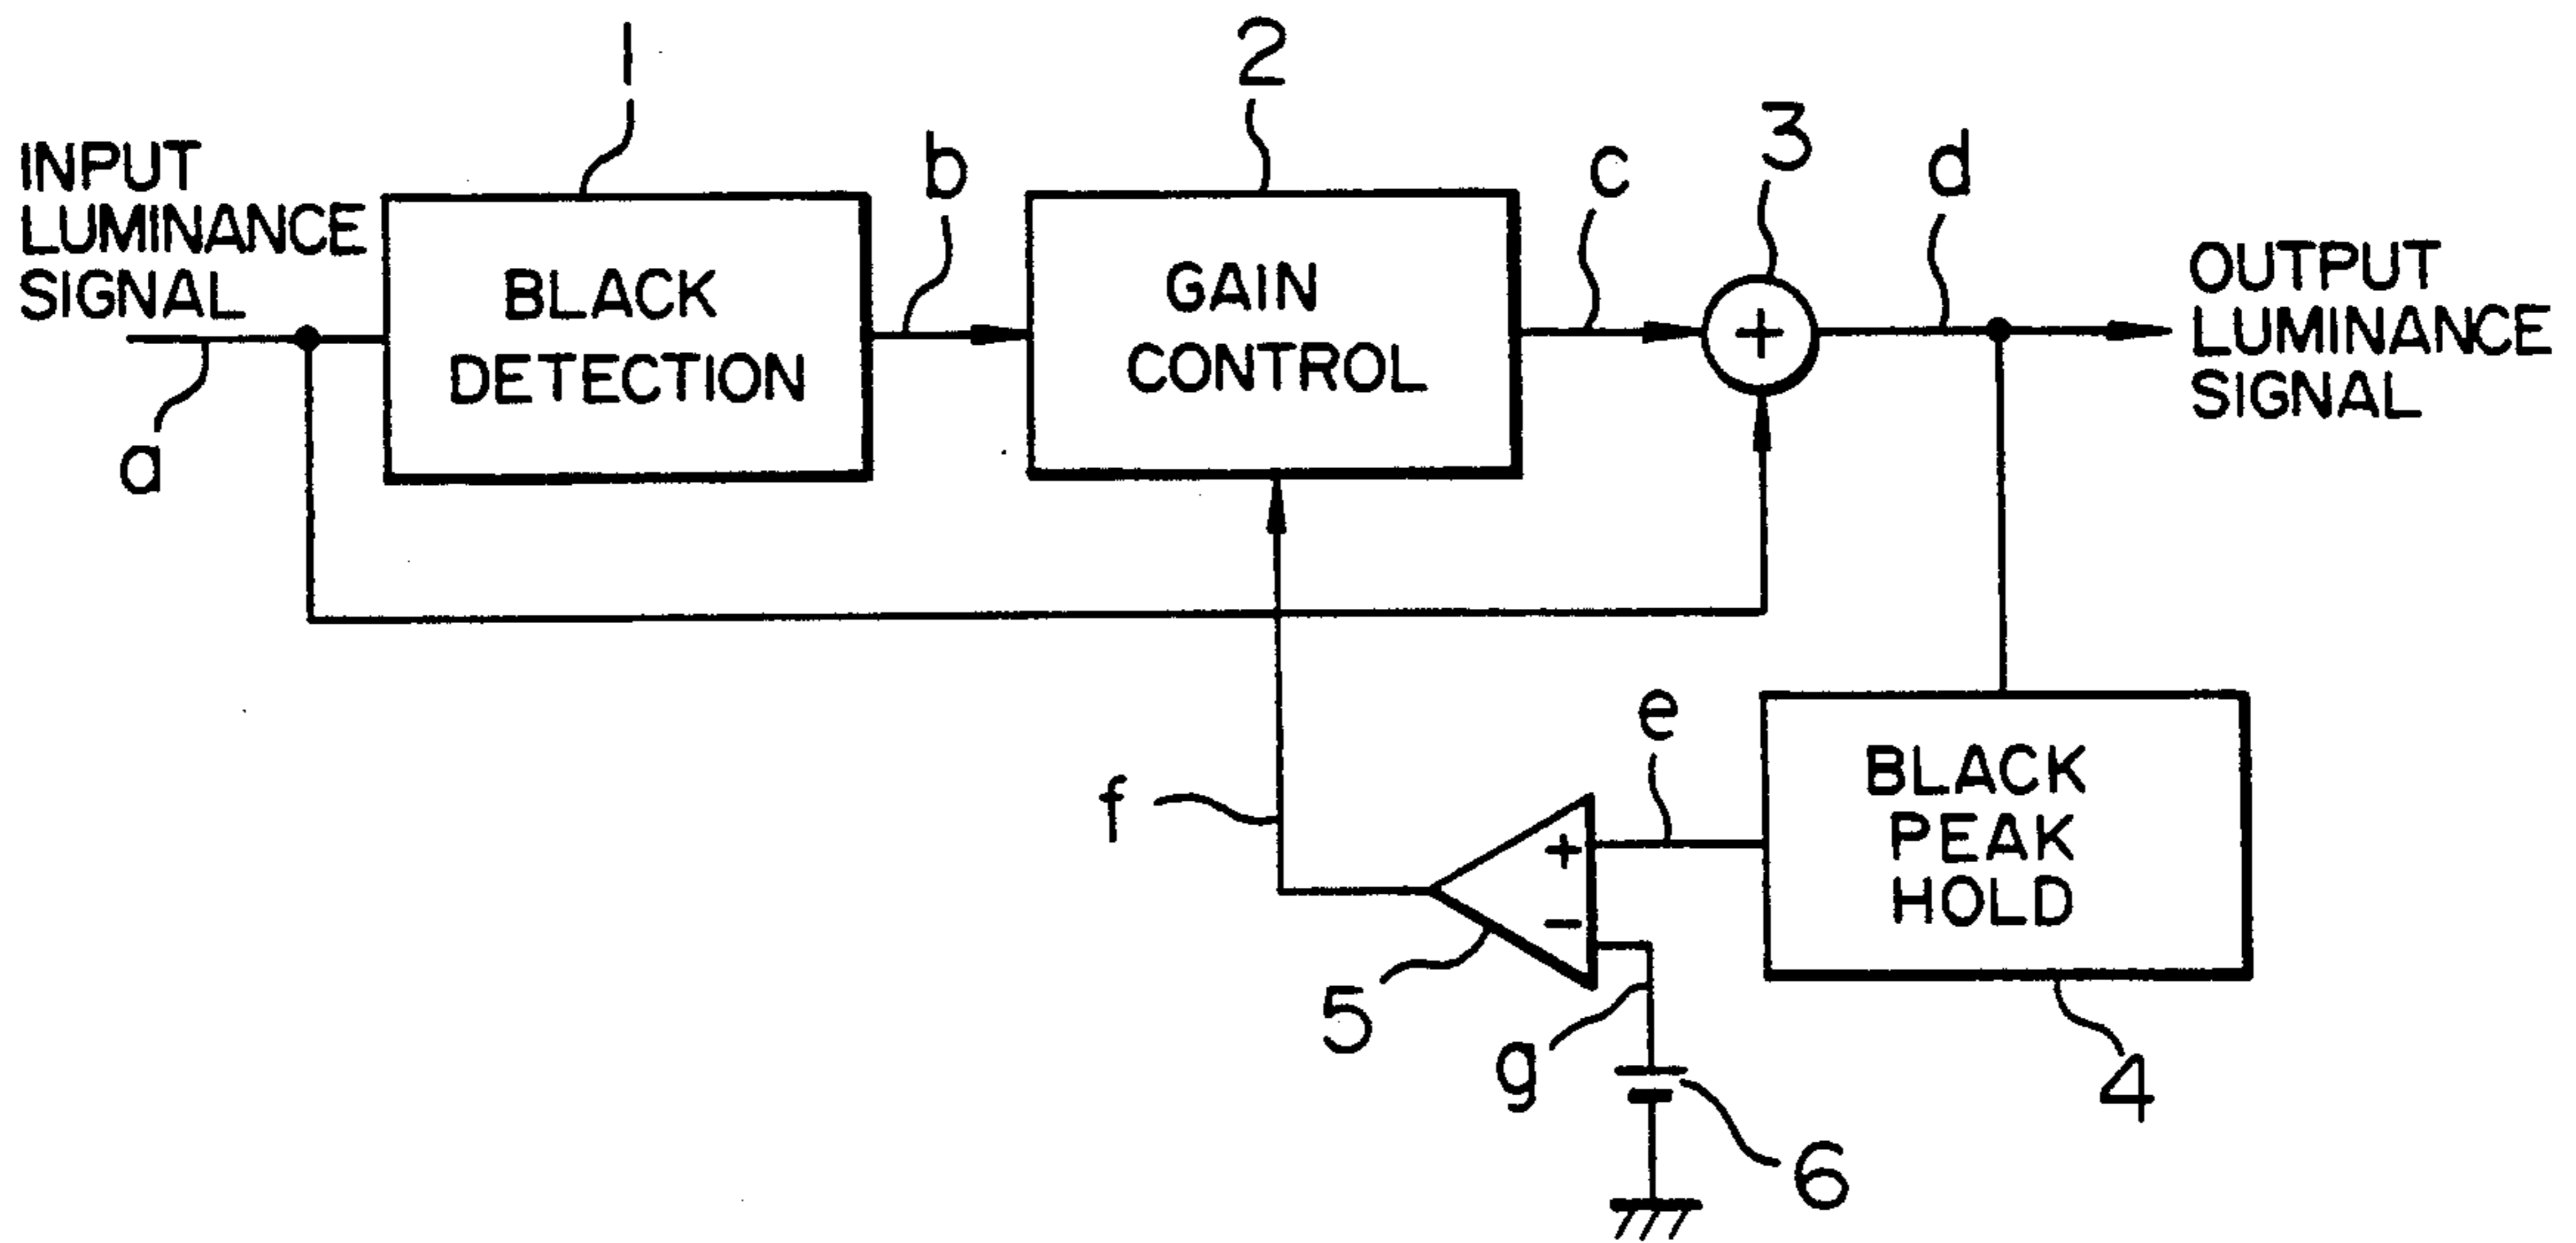 1
2
3
INPUT
LUMINANCE
SIGNAL
a
BLACK
DETECTION
b
GAIN
CONTROL
c
+
d
OUTPUT
LUMINANCE
SIGNAL
e
BLACK
PEAK
HOLD
4
f
+
−
5
g
6